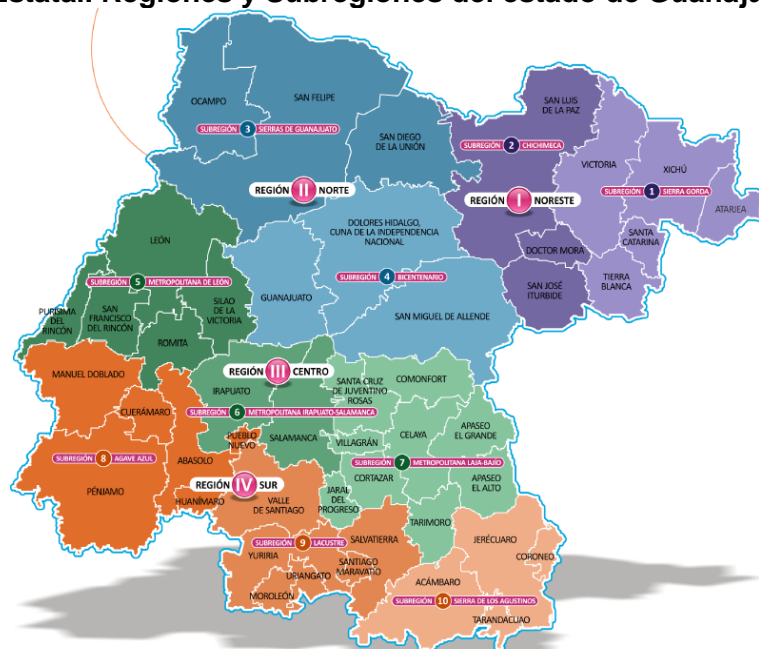 Estatal. Regiones y Subregiones del estado de Guanaju
OCAMPO
SAN FELIPE
SUBREGIÓN 3 SIERRAS DE GUANAJUATO
SAN DIEGO
DE LA UNIÓN
SAN LUIS
DE LA PAZ
SUBREGIÓN 2 CHICHIMECA
VICTORIA
XICHÚ
SUBREGIÓN 1 SIERRA GORDA
ATARJEA
REGIÓN II NORTE
REGIÓN I NORESTE
DOLORES HIDALGO,
CUNA DE LA INDEPENDENCIA
NACIONAL
SANTA
CATARINA
DOCTOR MORA
TIERRA
BLANCA
SAN JOSÉ
ITURBIDE
LEÓN
SUBREGIÓN 5 METROPOLITANA DE LEÓN
SUBREGIÓN 4 BICENTENARIO
GUANAJUATO
SAN MIGUEL DE ALLENDE
PURÍSIMA
DEL
RINCÓN
SAN
FRANCISCO
DEL RINCÓN
SILAO
DE LA
VICTORIA
ROMITA
MANUEL DOBLADO
REGIÓN III CENTRO
IRAPUATO
SANTA CRUZ
DE JUVENTINO
ROSAS
COMONFORT
CUERÁMARO
SUBREGIÓN 6 METROPOLITANA IRAPUATO-SALAMANCA
PUEBLO
NUEVO
SALAMANCA
VILLAGRÁN
CELAYA
APASEO
EL GRANDE
SUBREGIÓN 8 AGAVE AZUL
ABASOLO
SUBREGIÓN 7 METROPOLITANA LAJA-BAJÍO
PÉNJAMO
REGIÓN IV SUR
CORTAZAR
APASEO
EL ALTO
HUANÍMARO
VALLE
DE SANTIAGO
JARAL
DEL
PROGRESO
TARIMORO
SUBREGIÓN 9 LACUSTRE
SALVATIERRA
JERÉCUARO
YURIRIA
CORONEO
SANTIAGO
MARAVATÍO
URIANGATO
ACÁMBARO
MOROLEÓN
SUBREGIÓN 10 SIERRA DE LOS AGUSTINOS
TARANDACUAO